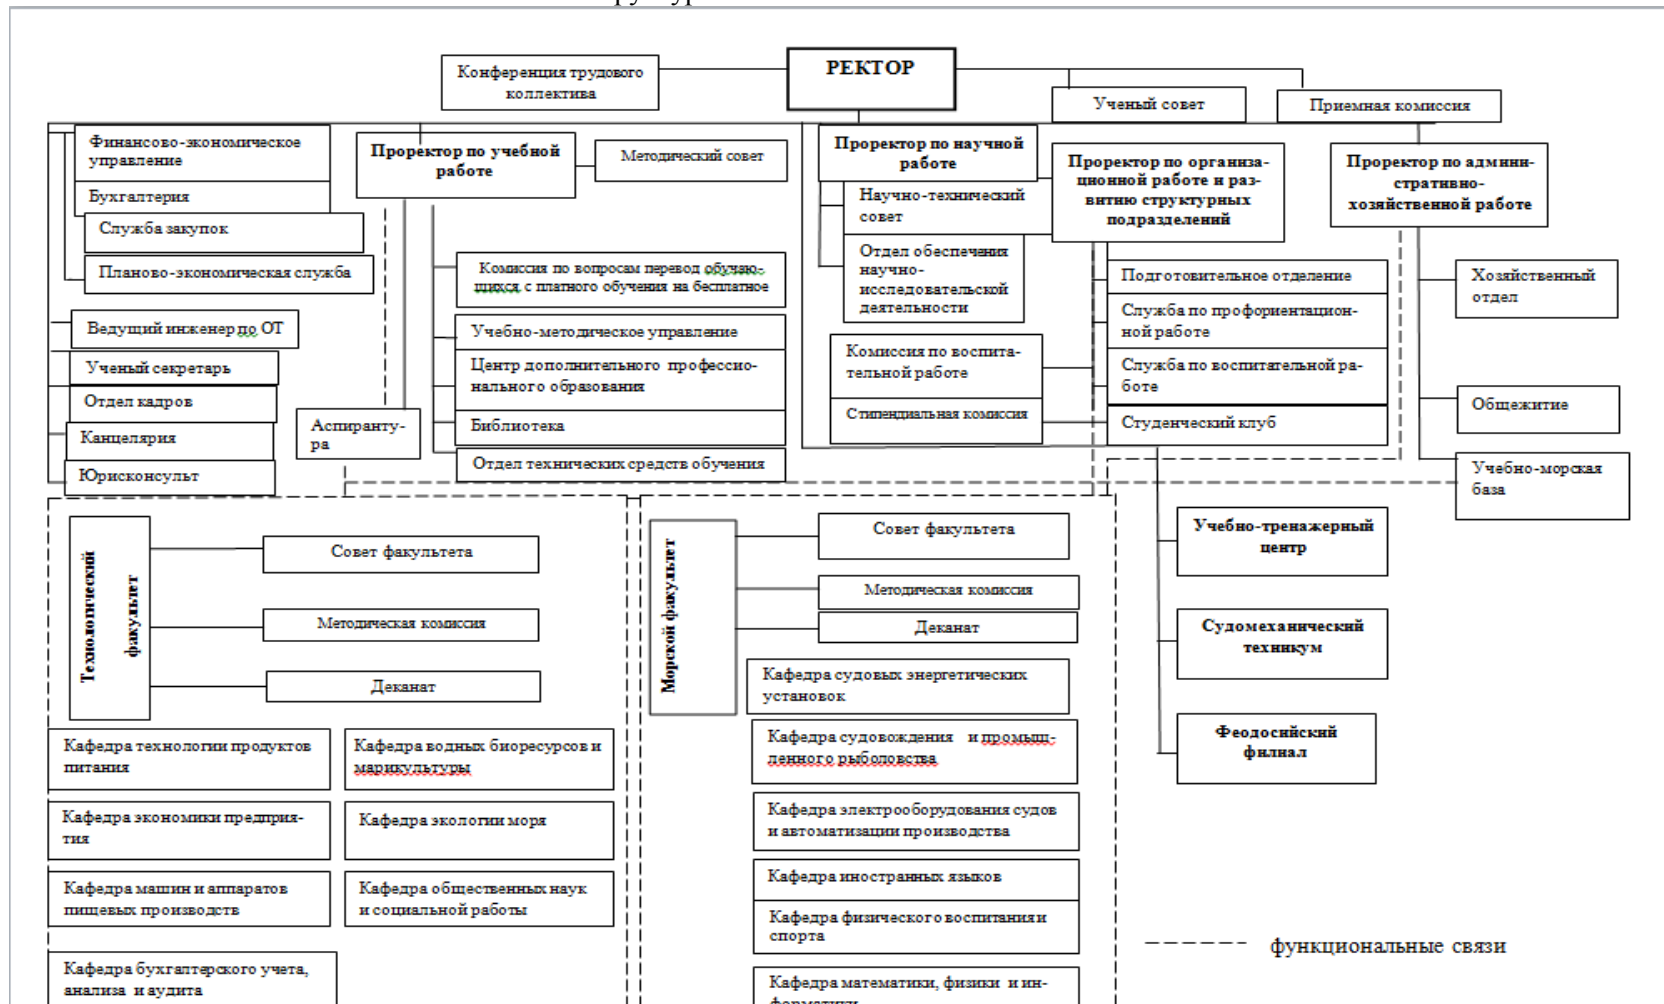 РЕКТОР
Конференция трудового
коллектива
Ученый совет
Приемная комиссия
Финансово-экономическое
управление
Бухгалтерия
Служба закупок
Планово-экономическая служба
Ведущий инженер по ОТ
Ученый секретарь
Отдел кадров
Канцелярия
Юрисконсульт
Проректор по учебной
работе
Методический совет
Аспиранту-
ра
Комиссия по вопросам перевод обучаю-
щихся с платного обучения на бесплатное
Учебно-методическое управление
Центр дополнительного профессио-
нального образования
Библиотека
Отдел технических средств обучения
Проректор по научной
работе
Научно-технический
совет
Отдел обеспечения
научно-
исследовательской
деятельности
Комиссия по воспита-
тельной работе
Стипендиальная комиссия
Проректор по организа-
ционной работе и раз-
витию структурных
подразделений
Подготовительное отделение
Служба по профориентацион-
ной работе
Служба по воспитательной ра-
боте
Студенческий клуб
Проректор по админи-
стративно-
хозяйственной работе
Хозяйственный
отдел
Общежитие
Учебно-морская
база
Учебно-тренажерный
центр
Судомеханический
техникум
Феодосийский
филиал
Технологический
факультет
Совет факультета
Методическая комиссия
Деканат
Кафедра технологии продуктов
питания
Кафедра водных биоресурсов и
марикультуры
Кафедра экономики предприя-
тия
Кафедра экологии моря
Кафедра машин и аппаратов
пищевых производств
Кафедра общественных наук
и социальной работы
Кафедра бухгалтерского учета,
анализа и аудита
Морской факультет
Совет факультета
Методическая комиссия
Деканат
Кафедра судовых энергетических
установок
Кафедра судовождения и промыш-
ленного рыболовства
Кафедра электрооборудования судов
и автоматизации производства
Кафедра иностранных языков
Кафедра физического воспитания и
спорта
Кафедра математики, физики и ин-
форматики
функциональные связи